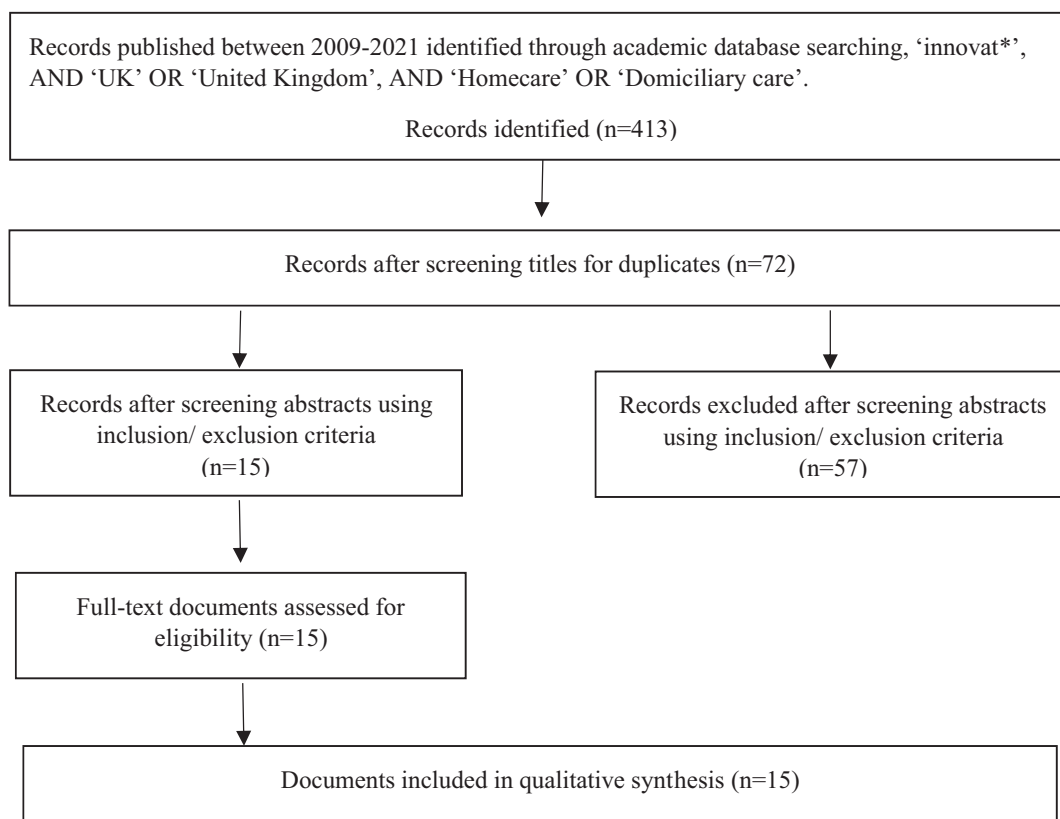 Records published between 2009-2021 identified through academic database searching, ‘innovat*’,
AND ‘UK’ OR ‘United Kingdom’, AND ‘Homecare’ OR ‘Domiciliary care’.
Records identified (n=413)
Records after screening titles for duplicates (n=72)
Records after screening abstracts using
inclusion/ exclusion criteria
(n=15)
Records excluded after screening abstracts
using inclusion/ exclusion criteria
(n=57)
Full-text documents assessed for
eligibility (n=15)
Documents included in qualitative synthesis (n=15)